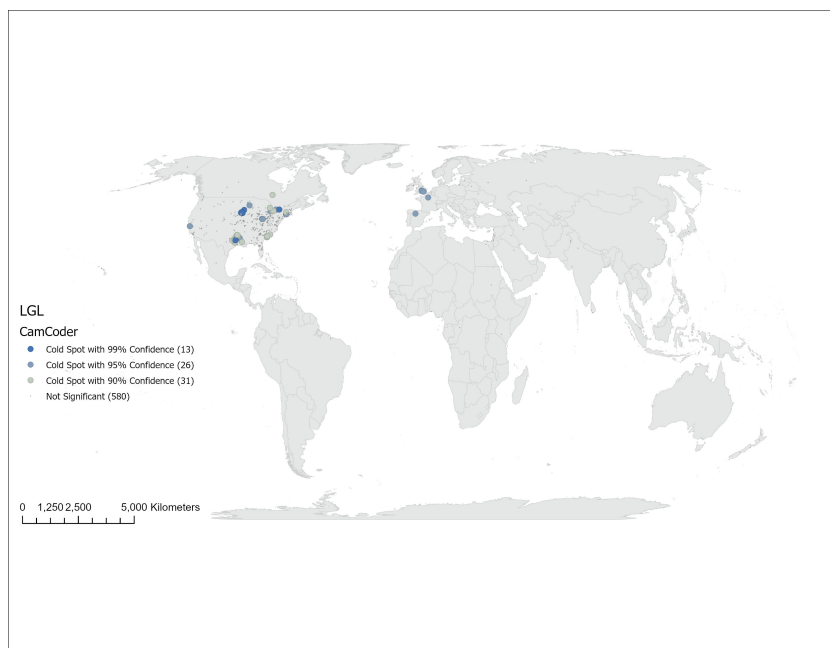 LGL
CamCoder
Cold Spot with 99% Confidence (13)
Cold Spot with 95% Confidence (26)
Cold Spot with 90% Confidence (31)
Not Significant (580)
0 1,250 2,500 5,000 Kilometers